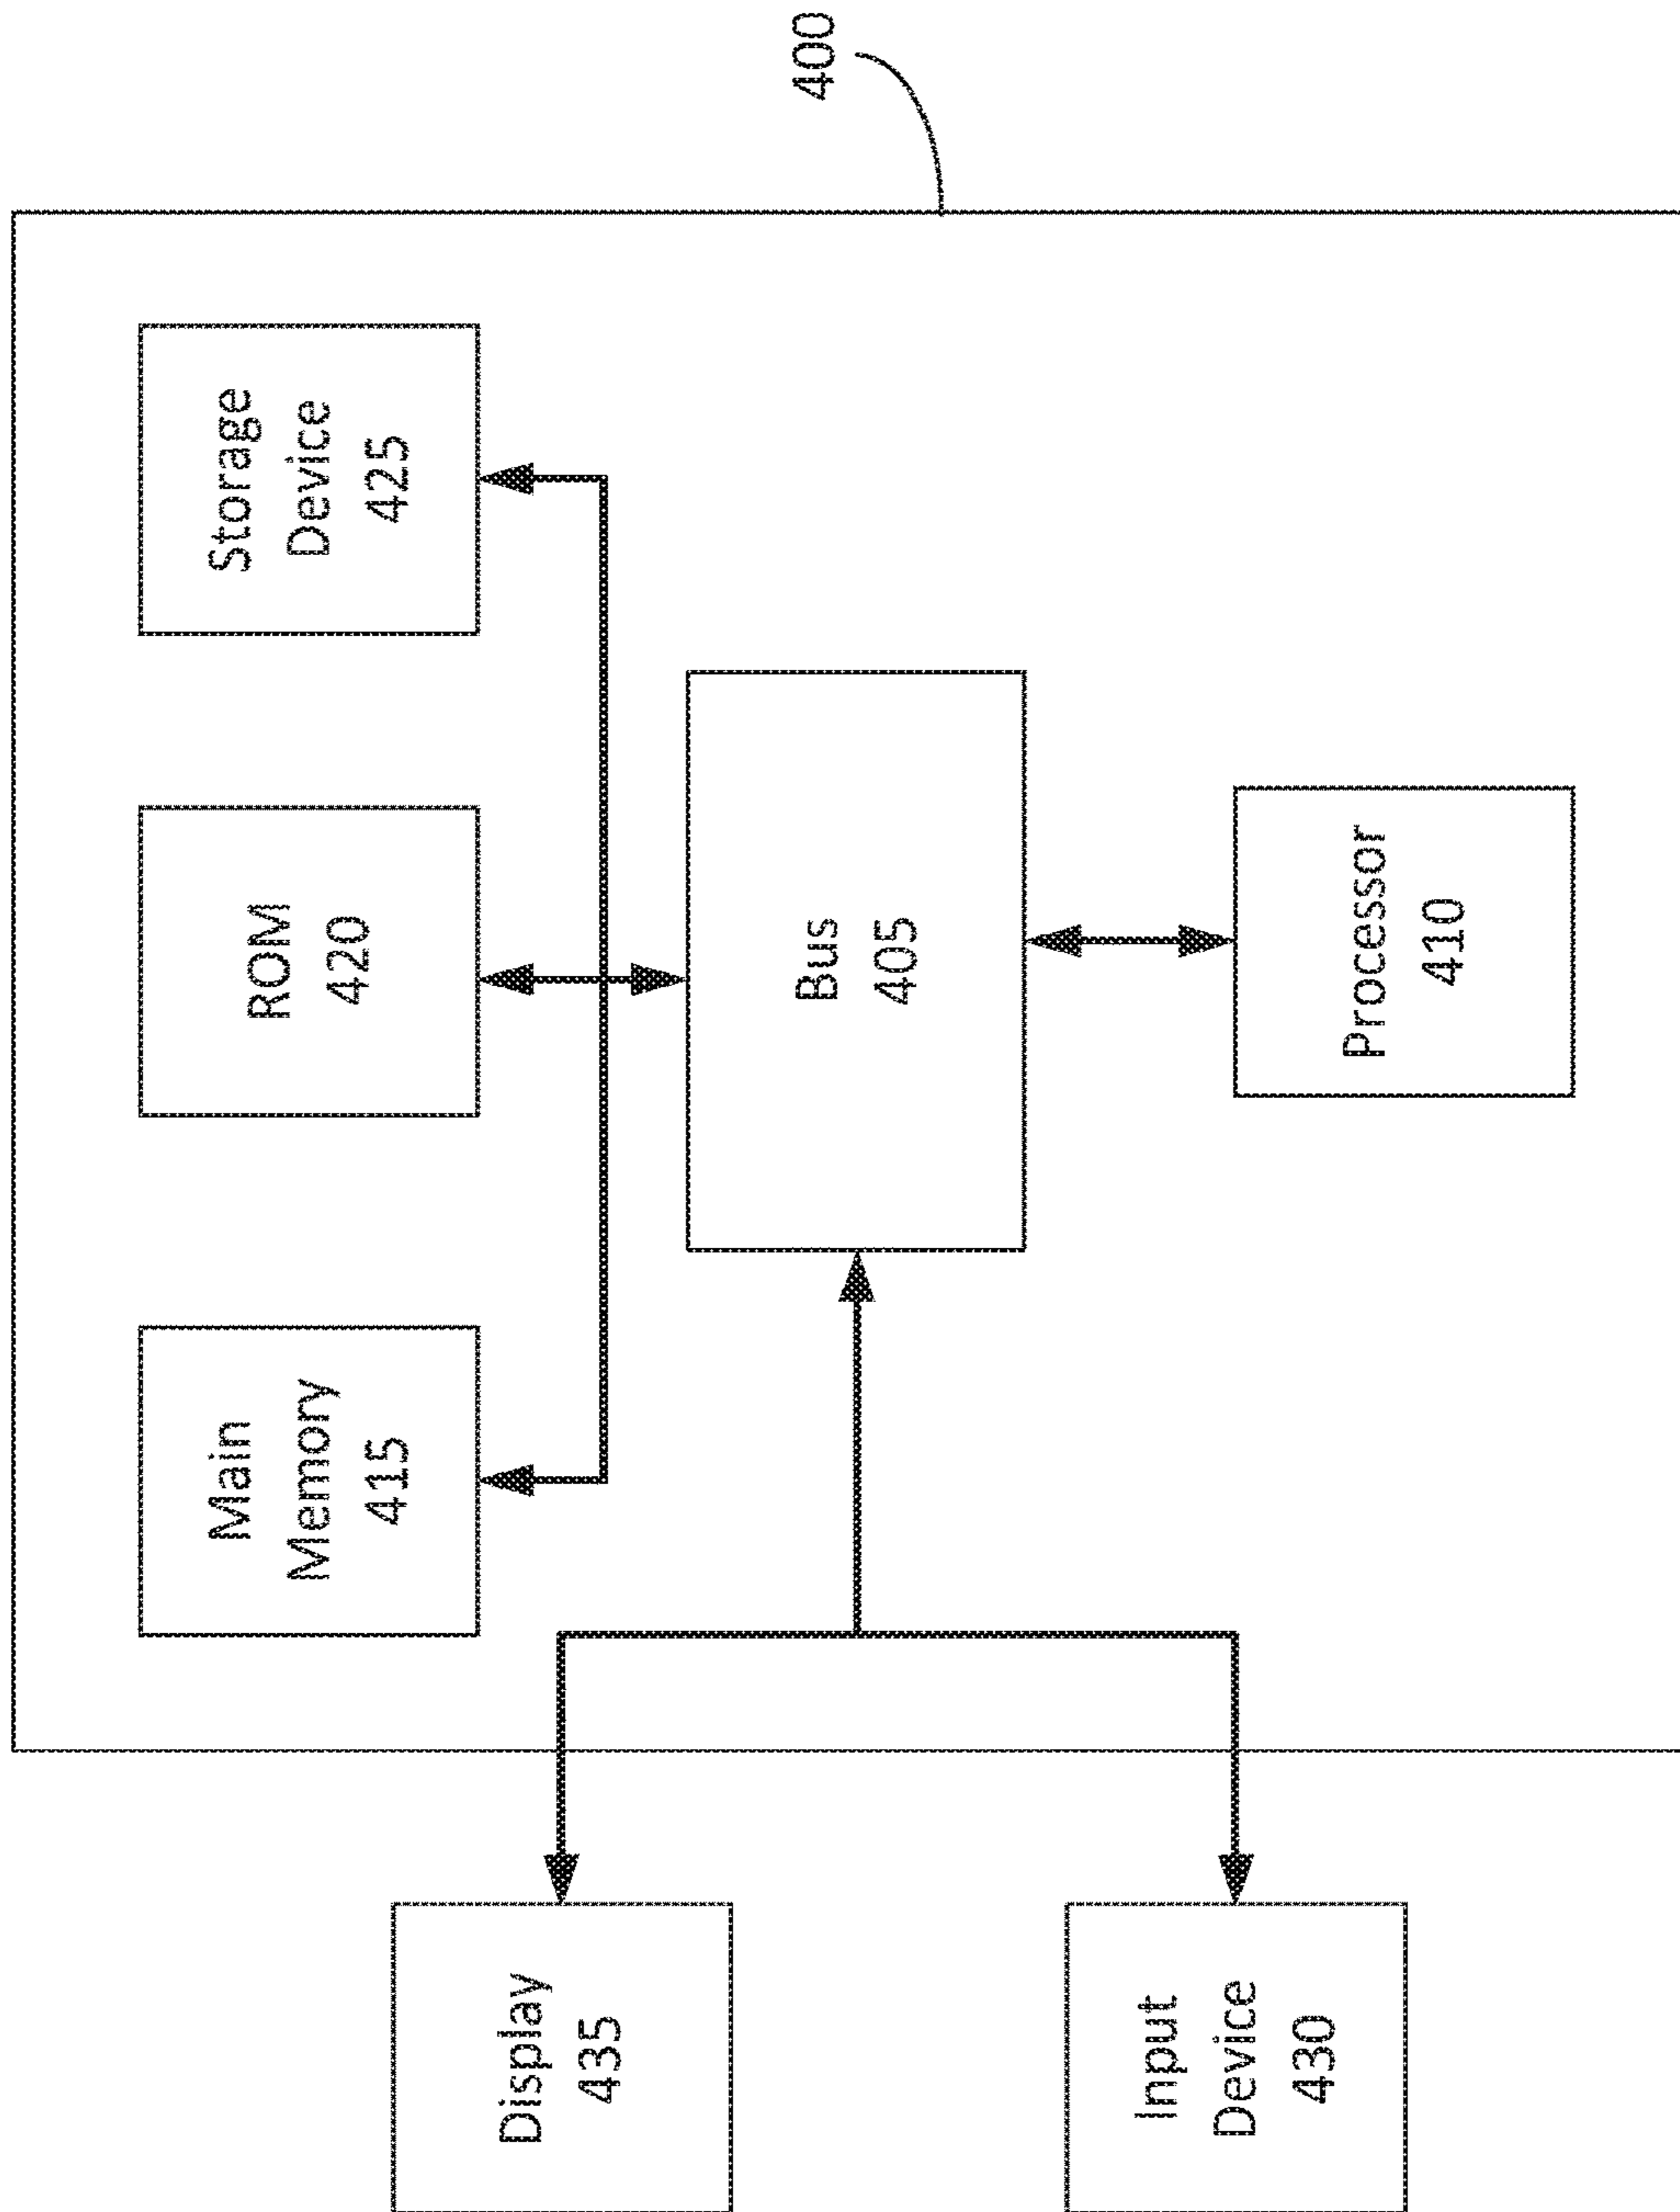 400
Display
435
Main
Memory
415
ROM
420
Storage
Device
425
Bus
405
Input
Device
430
Processor
410